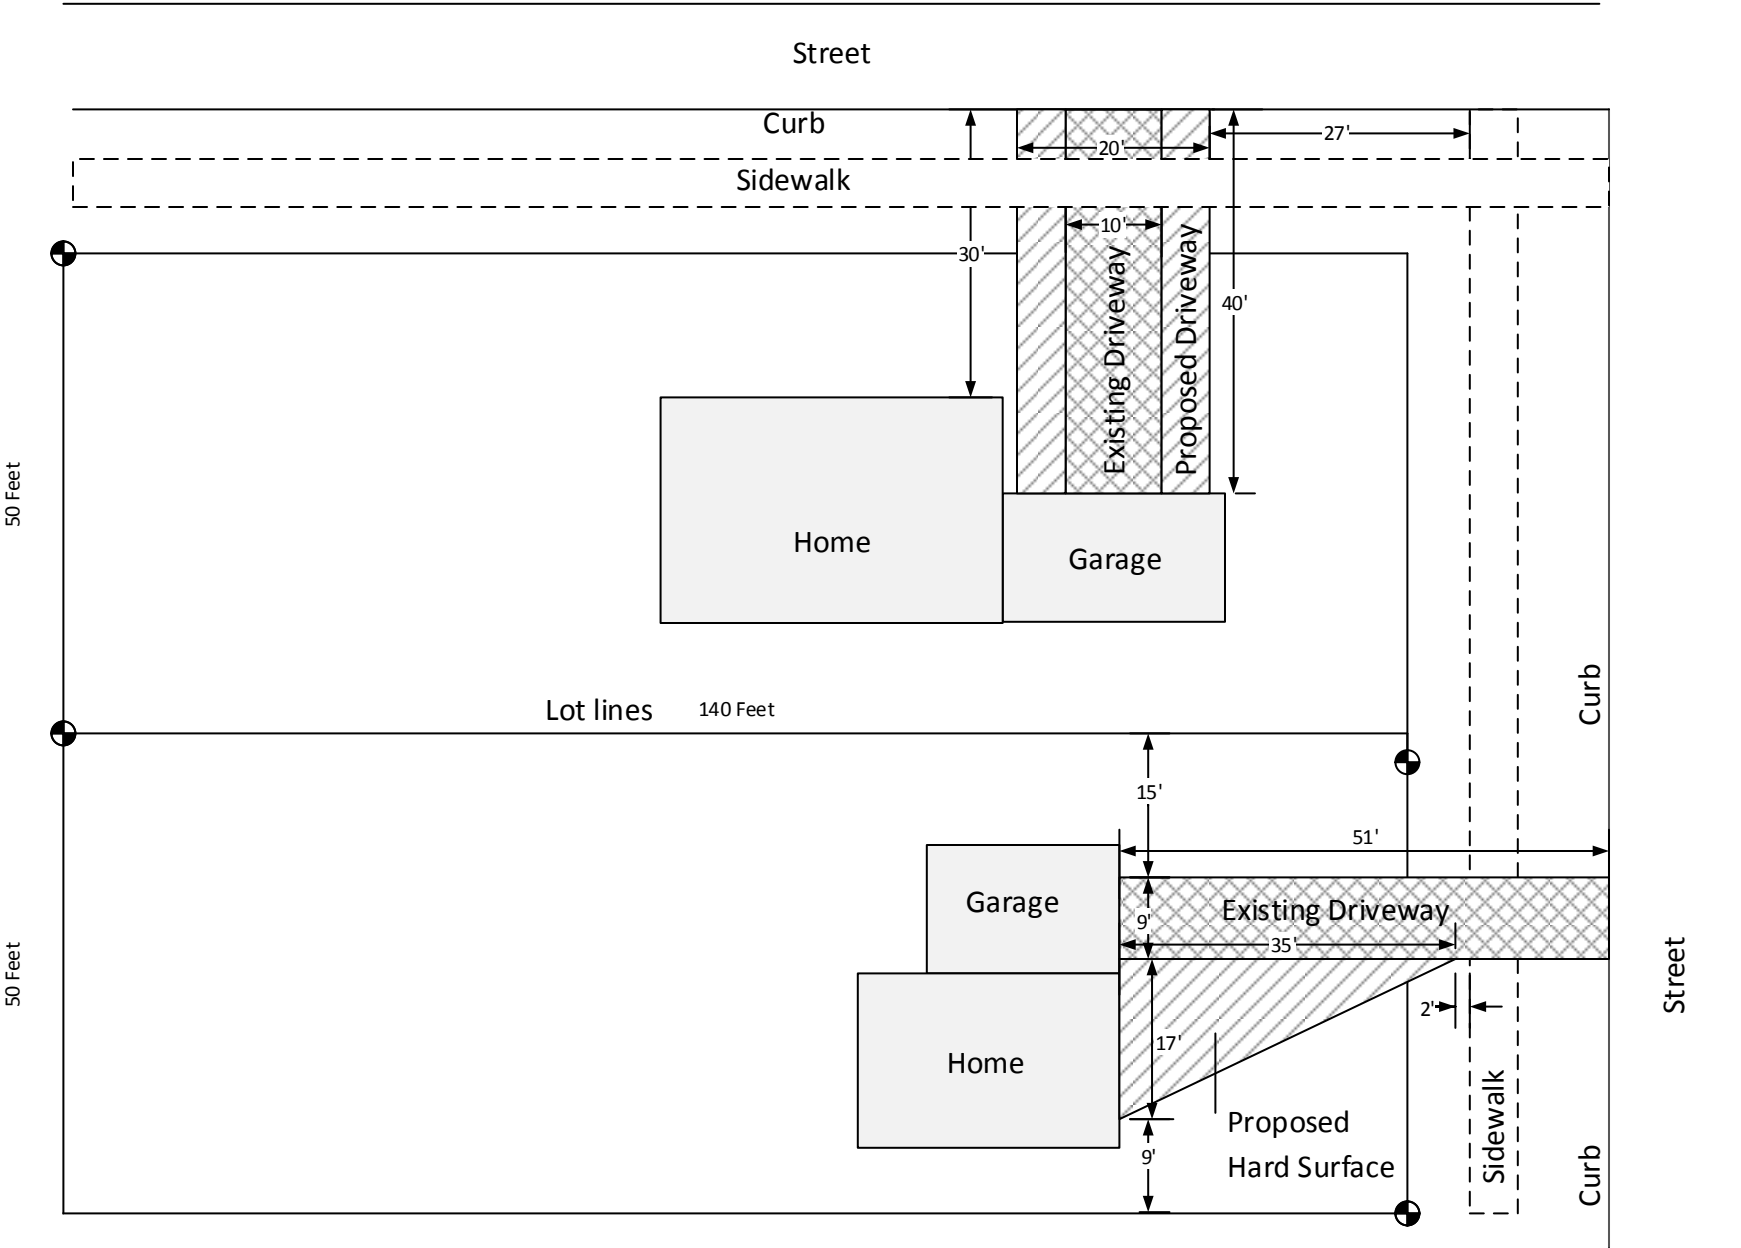 Street
Curb
27'
20'
Sidewalk
10'
30'
Existing Driveway
Proposed Driveway
40'
50 Feet
Home
Garage
Curb
Lot lines
140 Feet
15'
51'
Garage
Existing Driveway
9'
35'
50 Feet
Street
2'
17'
Home
Proposed
Hard Surface
9'
Sidewalk
Curb